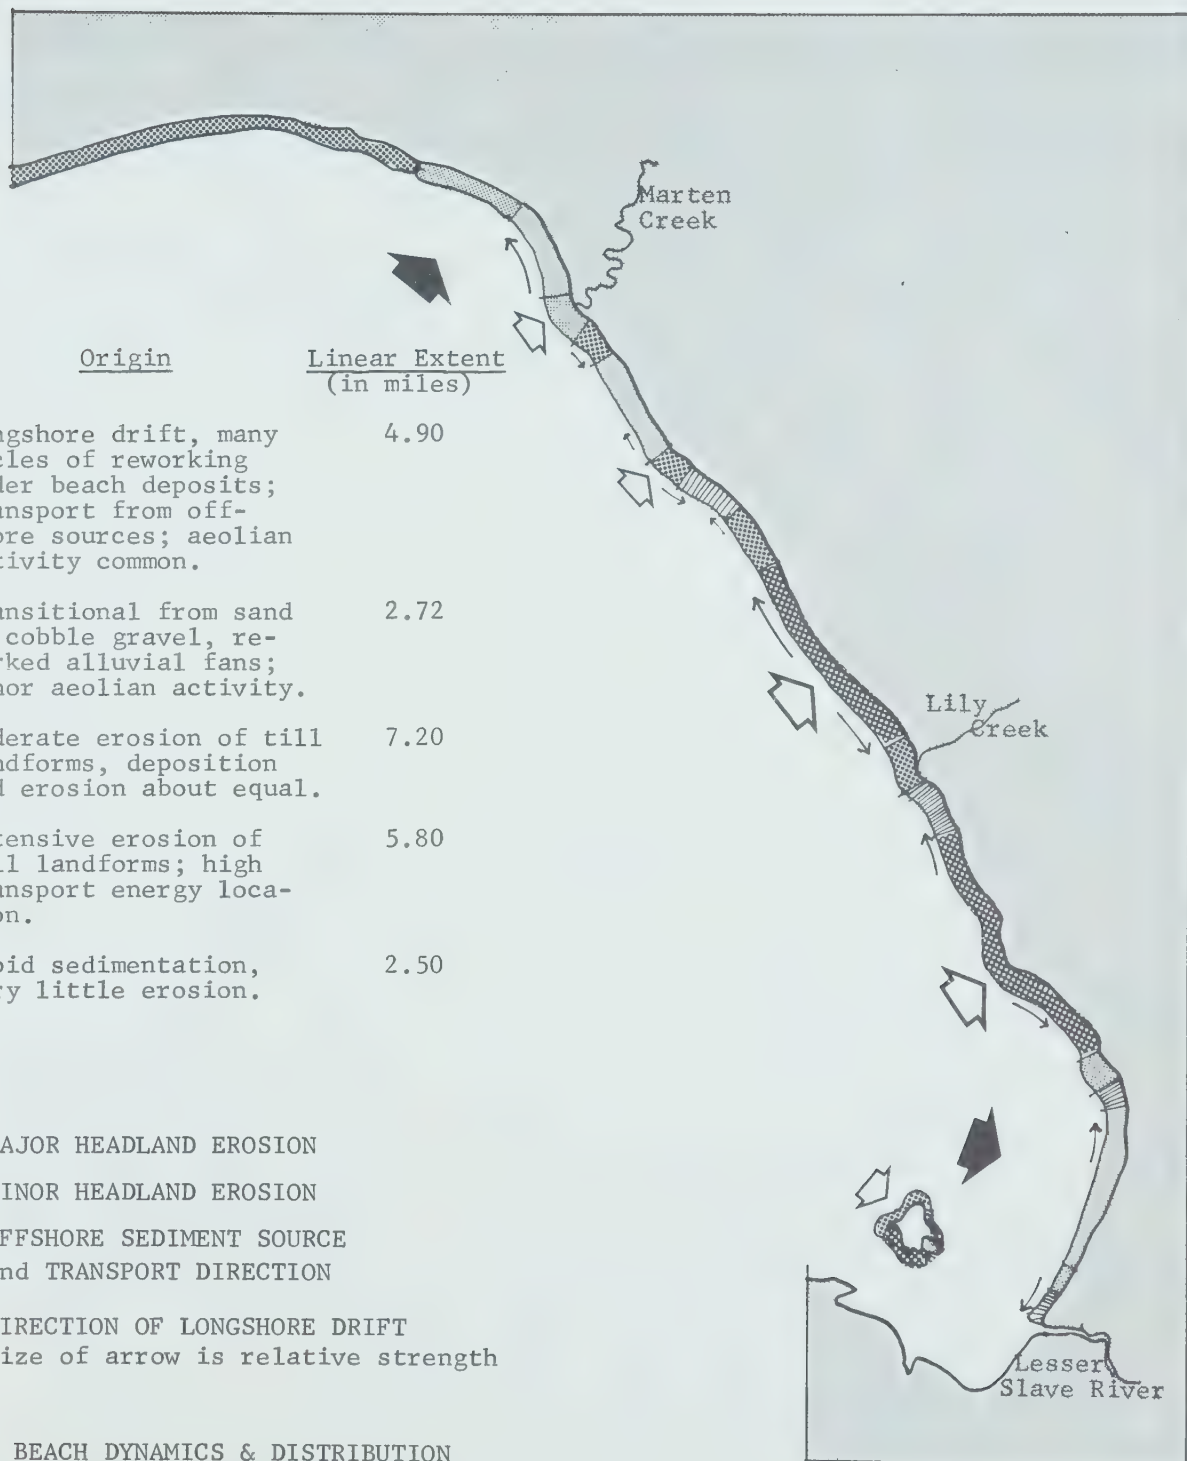 Marten
Creek
Origin
Linear Extent
(in miles)
ngshore drift, many 4.90
cles of reworking
der beach deposits;
ansport from off-
ore sources; aeolian
tivity common.
ansitional from sand 2.72
cobble gravel, re-
rked alluvial fans;
nor aeolian activity.
derate erosion of till 7.20
ndforms, deposition
d erosion about equal.
tensive erosion of 5.80
ll landforms; high
ansport energy loca-
on.
pid sedimentation, 2.50
ry little erosion.
Lily
Creek
AJOR HEADLAND EROSION
INOR HEADLAND EROSION
FFSHORE SEDIMENT SOURCE
nd TRANSPORT DIRECTION
IRECTION OF LONGSHORE DRIFT
ize of arrow is relative strength
Lesser
Slave River
BEACH DYNAMICS & DISTRIBUTION